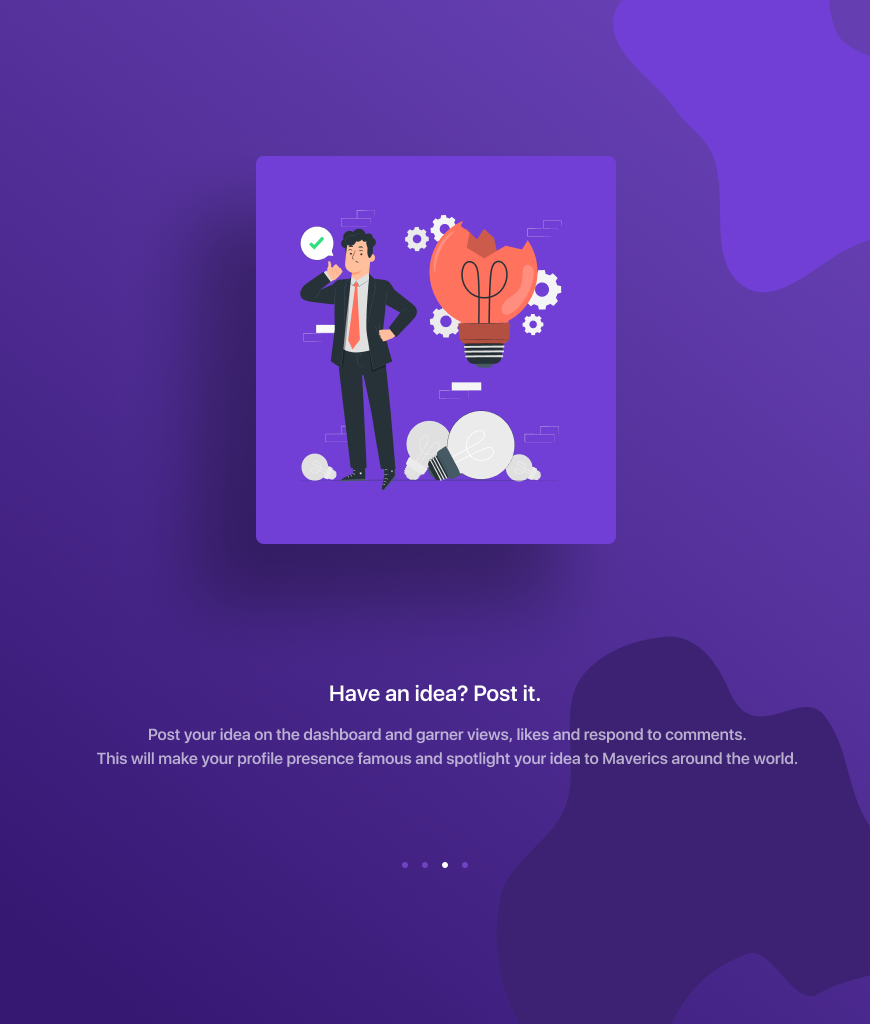 Have an idea? Post it.
Post your idea on the dashboard and garner views, likes and respond to comments.
This will make your profile presence famous and spotlight your idea to Maverics around the world.